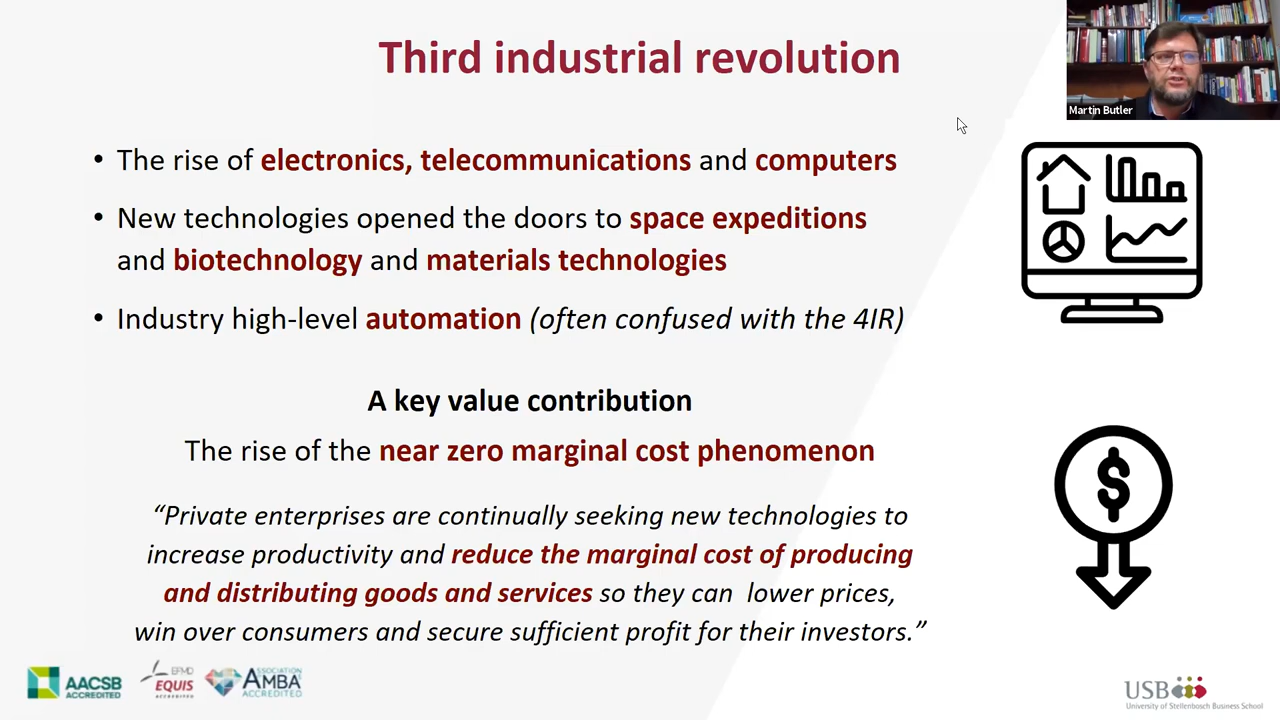 Third industrial revolution
Martin Butler
• The rise of electronics, telecommunications and computers
• New technologies opened the doors to space expeditions
and biotechnology and materials technologies
• Industry high-level automation (often confused with the 4IR)
A key value contribution
The rise of the near zero marginal cost phenomenon
“Private enterprises are continually seeking new technologies to
increase productivity and reduce the marginal cost of producing
and distributing goods and services so they can lower prices,
win over consumers and secure sufficient profit for their investors.”
$
AACSB
ACCREDITED
EFMD
EQUIS
ACCREDITED
ASSOCIATION
AMBA
ACCREDITED
USB
University of Stellenbosch Business School